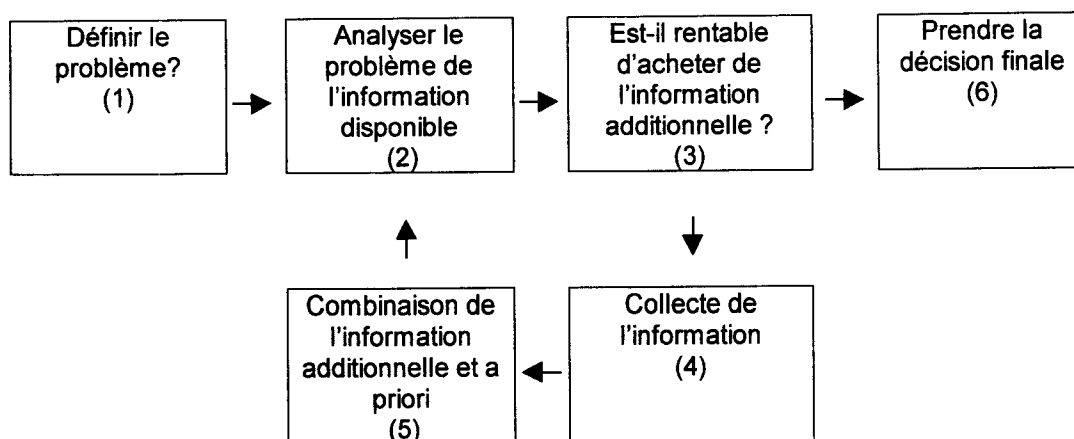 Définir le
problème?
(1)
Analyser le
problème de
l'information
disponible
(2)
Est-il rentable
d'acheter de
l'information
additionnelle ?
(3)
Prendre la
décision finale
(6)
Combinaison de
l'information
additionnelle et a
priori
(5)
Collecte de
l'information
(4)